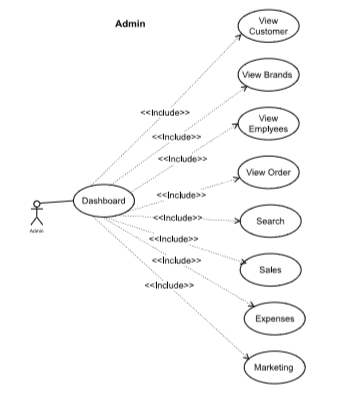 Admin
View
Customer
<<Include>>
View Brands
<<Include>>
View
Emplyees
<<Include>>
View Order
<<Include>>
Dashboard
Admin
<<Include>>
Search
<<Include>>
Sales
<<Include>>
Expenses
<<Include>>
Marketing